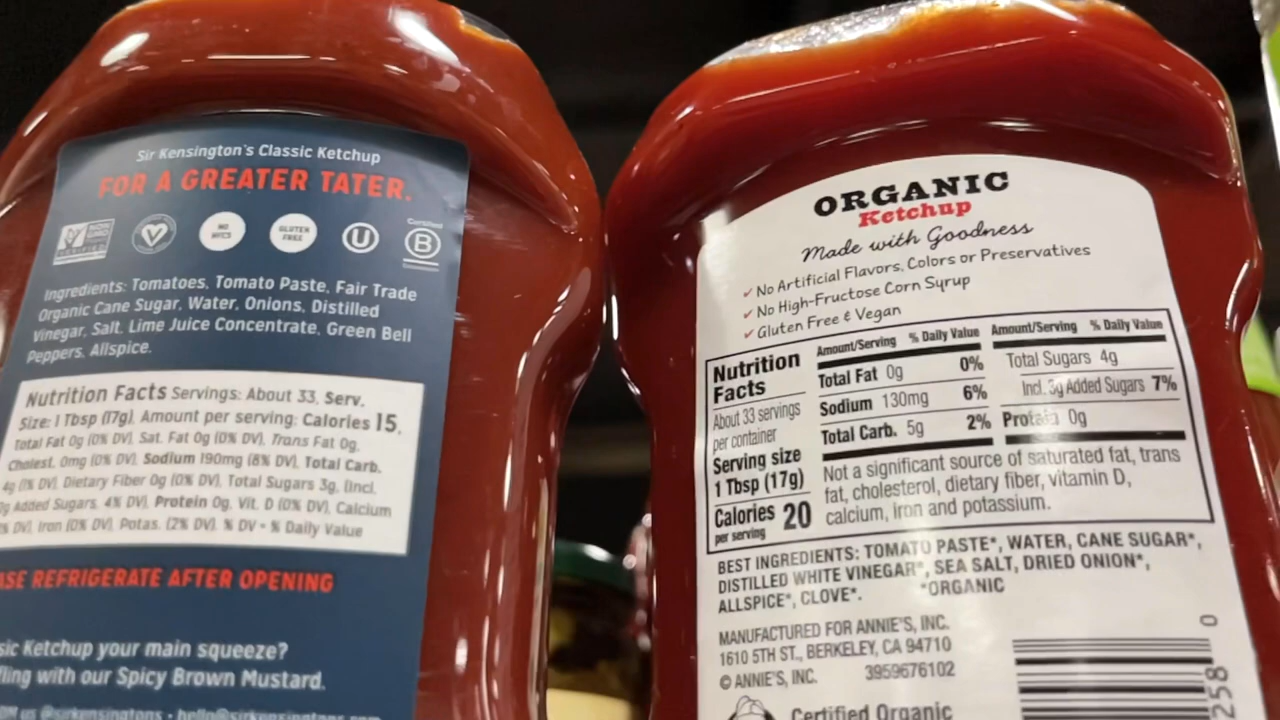 Sir Kensington's Classic Ketchup
FOR A GREATER TATER.
NON
GMO
VERIFIED
V
NO
HFCS
GLUTEN
FREE
U
Certified
B
Ingredients: Tomatoes, Tomato Paste, Fair Trade
Organic Cane Sugar, Water, Onions, Distilled
Vinegar, Salt, Lime Juice Concentrate, Green Bell
Peppers, Allspice.
Nutrition Facts Servings: About 33, Serv.
Size: 1 Tbsp (17g), Amount per serving: Calories 15,
Total Fat 0g (0% DV), Sat. Fat 0g (0% DV), Trans Fat 0g,
Cholest. 0mg (0% DV), Sodium 190mg (8% DV), Total Carb.
4g (1% DV), Dietary Fiber 0g (0% DV), Total Sugars 3g, (Incl.
Added Sugars, 4% DV), Protein 0g, Vit. D (0% DV), Calcium
DV), Iron (0% DV), Potas. (2% DV). % DV = % Daily Value
ASE REFRIGERATE AFTER OPENING
sic Ketchup your main squeeze?
ling with our Spicy Brown Mustard.
us @sirkensingtons • hello@sirkensingtons.com
ORGANIC
Ketchup
Made with Goodness
✓ No Artificial Flavors, Colors or Preservatives
✓ No High-Fructose Corn Syrup
✓ Gluten Free & Vegan
Nutrition
Facts
About 33 servings
per container
Serving size
1 Tbsp (17g)
Calories 20
per serving
Amount/Serving % Daily Value
Total Fat 0g 0%
Sodium 130mg 6%
Total Carb. 5g 2%
Amount/Serving % Daily Value
Total Sugars 4g
Incl. 3g Added Sugars 7%
Protein 0g
Not a significant source of saturated fat, trans
fat, cholesterol, dietary fiber, vitamin D,
calcium, iron and potassium.
BEST INGREDIENTS: TOMATO PASTE*, WATER, CANE SUGAR*,
DISTILLED WHITE VINEGAR*, SEA SALT, DRIED ONION*,
ALLSPICE*, CLOVE*. *ORGANIC
MANUFACTURED FOR ANNIE'S, INC.
1610 5TH ST., BERKELEY, CA 94710
© ANNIE'S, INC. 3959676102
Certified Organic
0
258